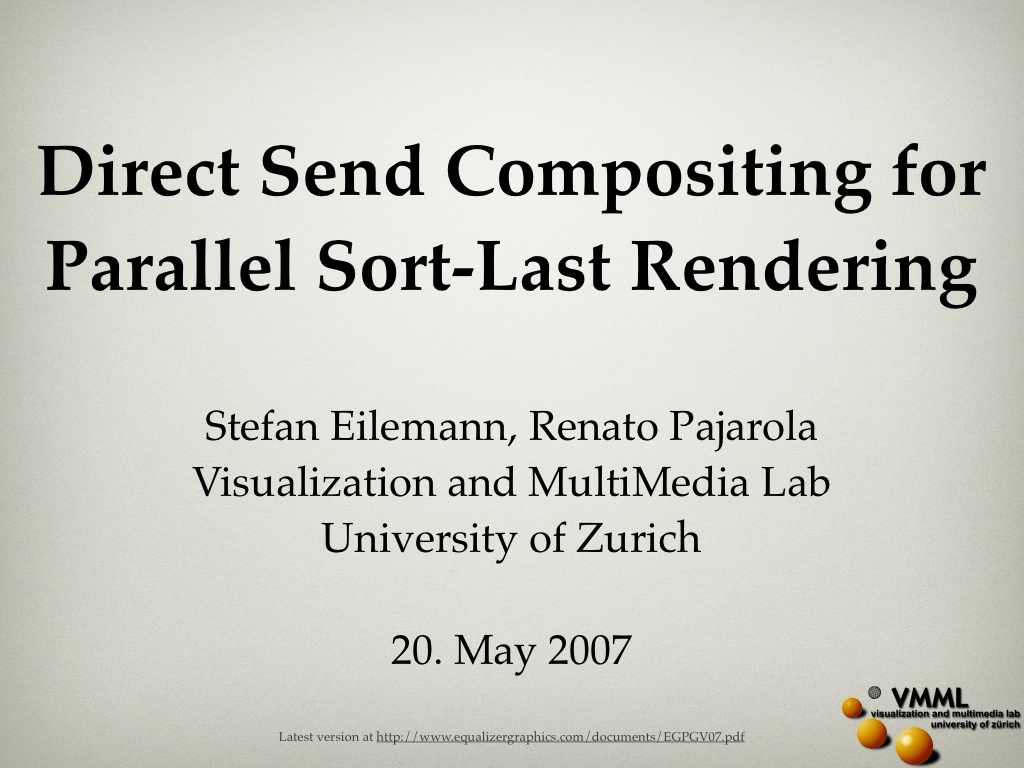 Direct Send Compositing for
Parallel Sort-Last Rendering
Stefan Eilemann, Renato Pajarola
Visualization and MultiMedia Lab
University of Zurich
20. May 2007
Latest version at http://www.equalizergraphics.com/documents/EGPGV07.pdf
VMML
visualization and multimedia lab
university of zürich